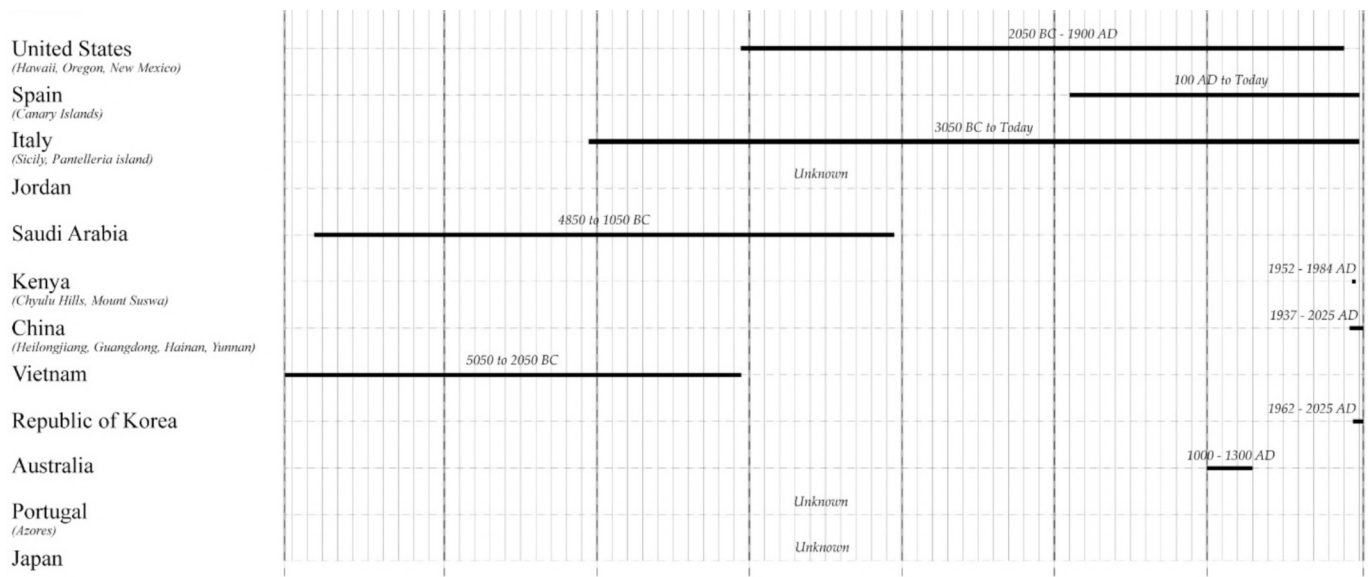 2050 BC - 1900 AD
United States
(Hawaii, Oregon, New Mexico)
100 AD to Today
Spain
(Canary Islands)
3050 BC to Today
Italy
(Sicily, Pantelleria island)
Unknown
Jordan
4850 to 1050 BC
Saudi Arabia
1952 - 1984 AD
Kenya
(Chyulu Hills, Mount Suswa)
1937 - 2025 AD
China
(Heilongjiang, Guangdong, Hainan, Yunnan)
5050 to 2050 BC
Vietnam
1962 - 2025 AD
Republic of Korea
1000 - 1300 AD
Australia
Unknown
Portugal
(Azores)
Unknown
Japan